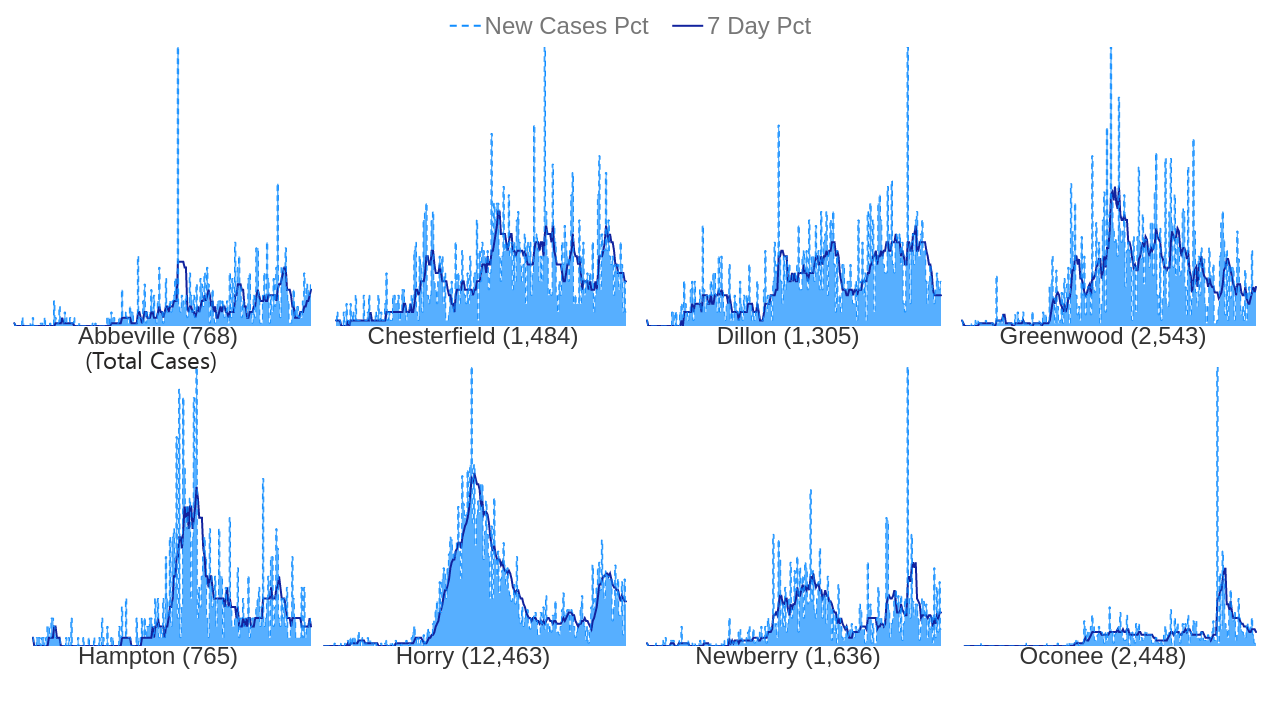 New Cases Pct 7 Day Pct
Abbeville (768) Chesterfield (1,484) Dillon (1,305) Greenwood (2,543)
(Total Cases)
Hampton (765) Horry (12,463) Newberry (1,636) Oconee (2,448)